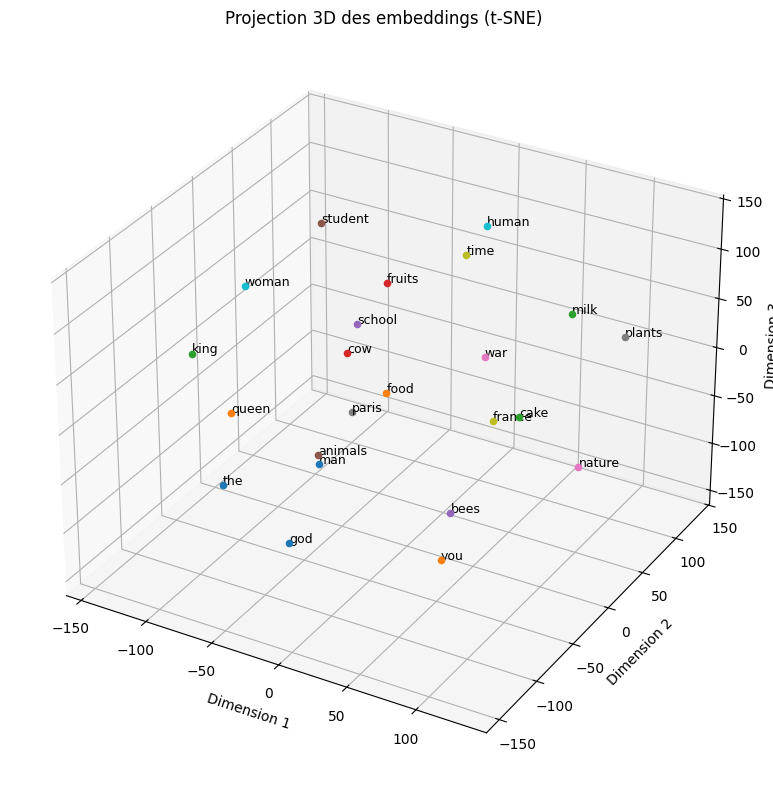 Projection 3D des embeddings (t-SNE)
student
human
time
woman
fruits
milk
school
plants
king
cow
war
food
queen
paris
france
cake
animals
man
nature
the
bees
god
you
150
100
50
0
−50
−100
−150
150
100
50
0
−50
−100
−150
Dimension 2
−150
−100
−50
0
50
100
Dimension 1